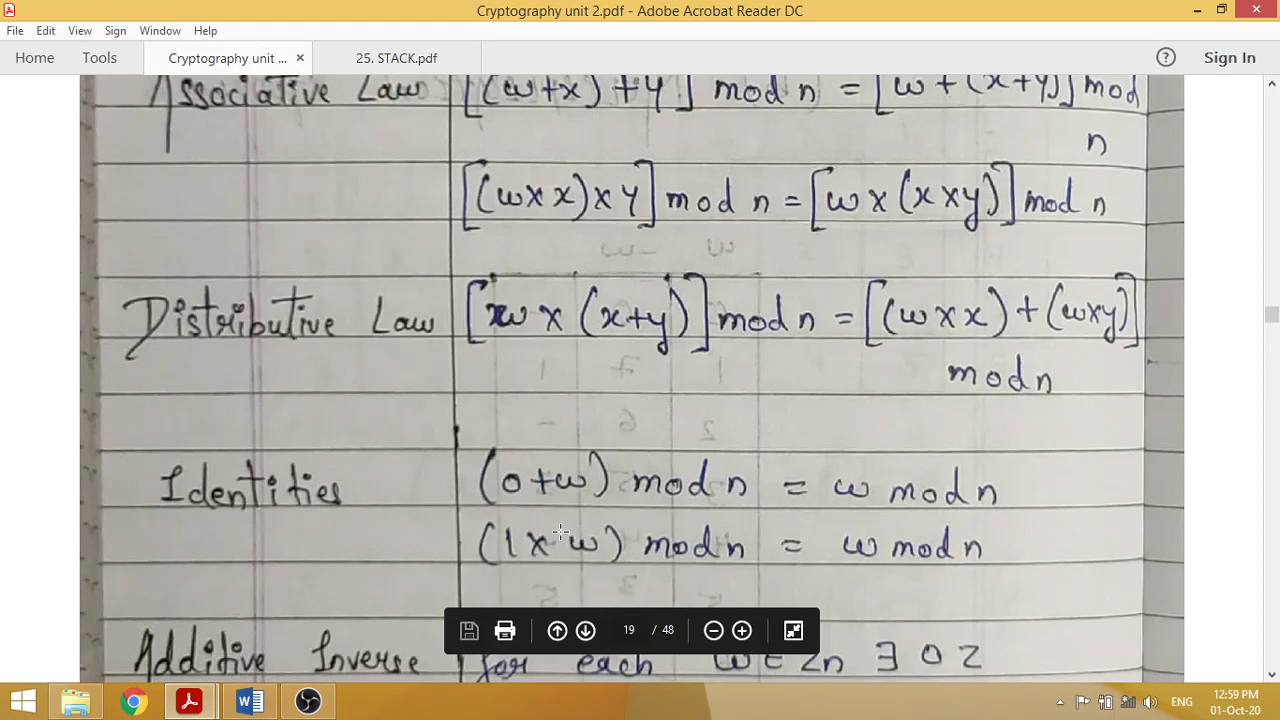 Cryptography unit 2.pdf - Adobe Acrobat Reader DC
File Edit View Sign Window Help
Home Tools Cryptography unit ... × 25. STACK.pdf Sign In
Associative Law [(w+x)+y] mod n = [w+(x+y)] mod
n
[(w×x)×y] mod n = [w×(x×y)] mod n
Distributive Law [w×(x+y)] mod n = [(w×x)+(w×y)]
mod n
Identities (0+w) mod n = w mod n
(1×w) mod n = w mod n
19 / 48
Additive Inverse for each w ∈ Zn ∃ a z
ENG
12:59 PM
01-Oct-20